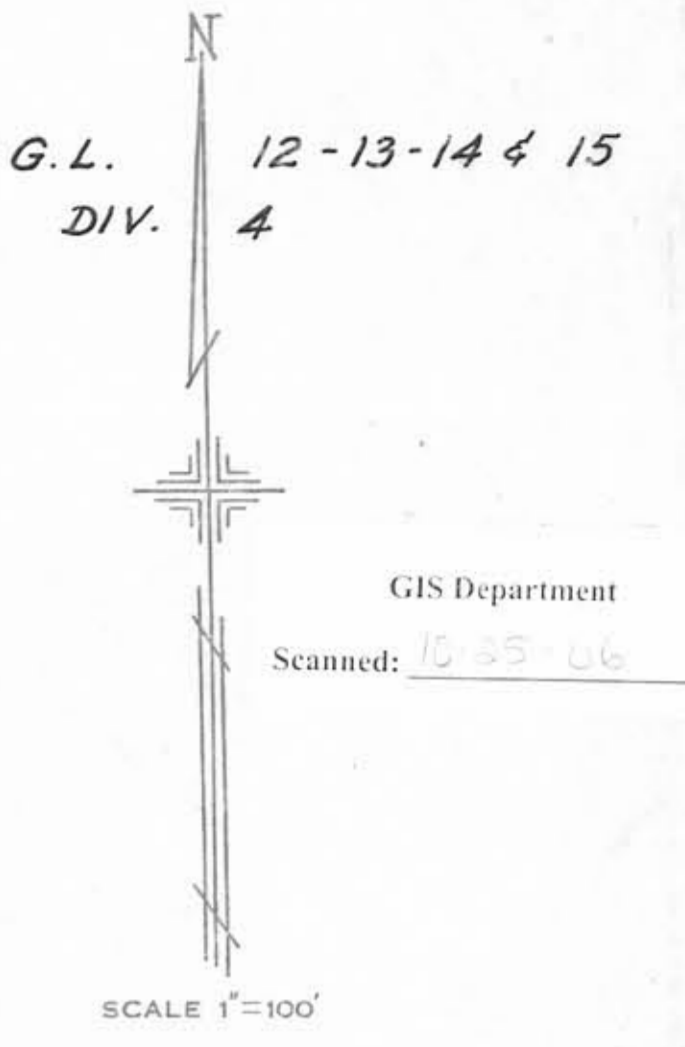 N
G.L. 12 - 13 - 14 & 15
DIV. 4
GIS Department
Scanned: 10-25-06
SCALE 1"=100'